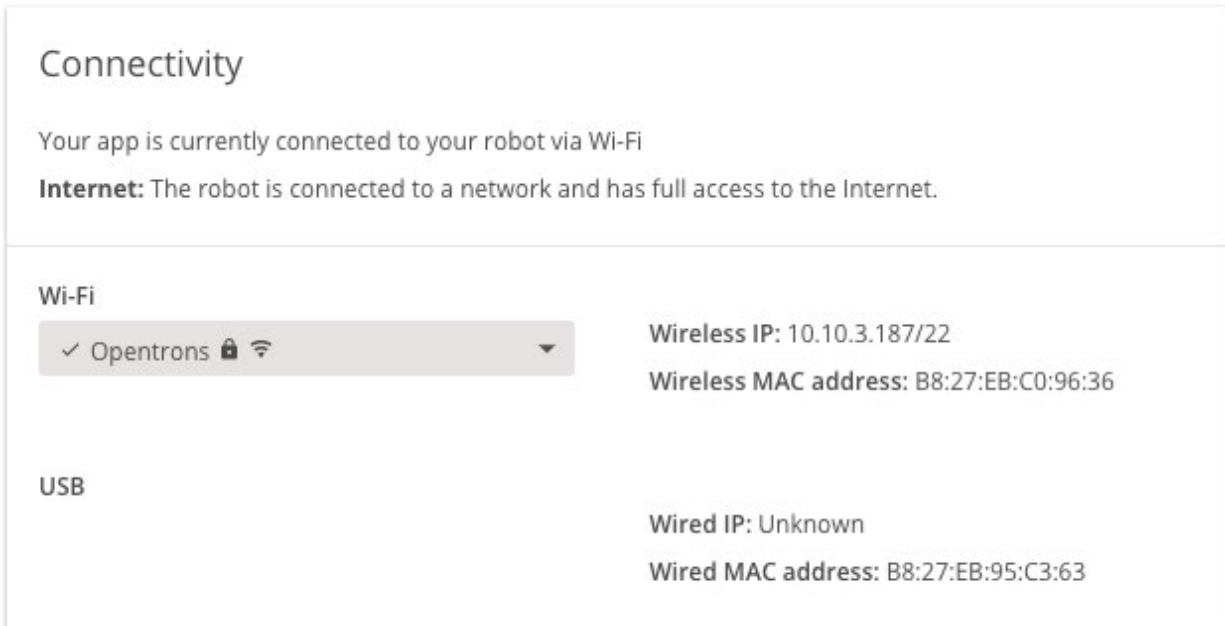 Connectivity
Your app is currently connected to your robot via Wi-Fi
Internet: The robot is connected to a network and has full access to the Internet.
Wi-Fi
Opentrons
Wireless IP: 10.10.3.187/22
Wireless MAC address: B8:27:EB:C0:96:36
USB
Wired IP: Unknown
Wired MAC address: B8:27:EB:95:C3:63